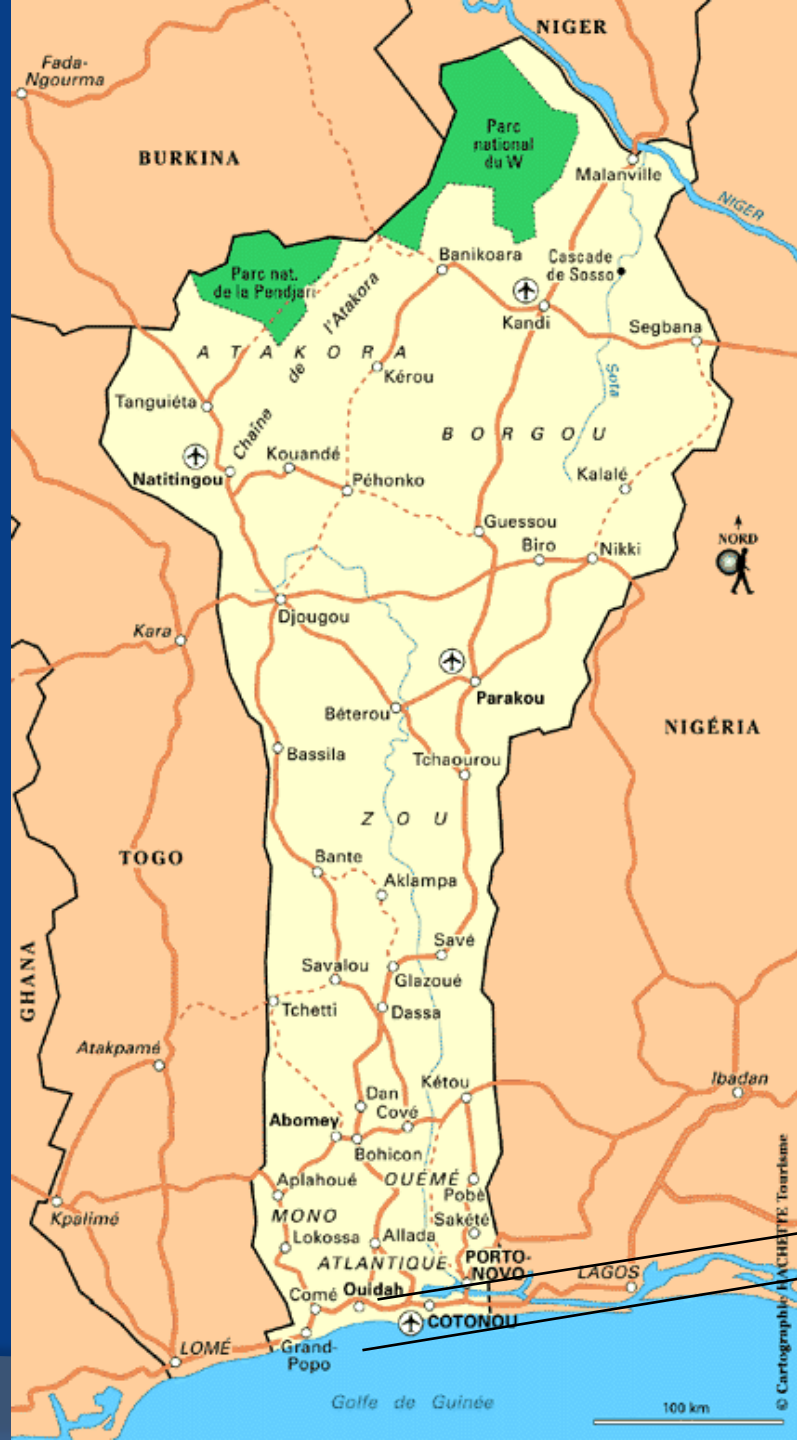 NIGER
Fada-
Ngourma
BURKINA
Parc
national
du W
Malanville
NIGER
Banikoara
Cascade
de Sosso
Parc nat.
de la Pendjari
Kandi
Segbana
Chaîne de l'Atakora
ATAKORA
Kérou
Sota
Tanguiéta
BORGOU
Kouandé
Natitingou
Péhonko
Kalalé
Guessou
Biro
Nikki
NORD
Djougou
Kara
Parakou
Béterou
NIGÉRIA
Bassila
Tchaourou
ZOU
TOGO
Bante
Aklampa
GHANA
Savé
Savalou
Glazoué
Tchetti
Dassa
Atakpamé
Kétou
Ibadan
Dan
Cové
Abomey
Bohicon
Aplahoué
OUÉMÉ
Pobè
Kpalimé
MONO
Sakété
Lokossa
Allada
ATLANTIQUE
PORTO-
NOVO
LAGOS
Comé
Ouidah
COTONOU
LOMÉ
Grand-
Popo
Golfe de Guinée
100 km
© Cartographie HACHETTE Tourisme